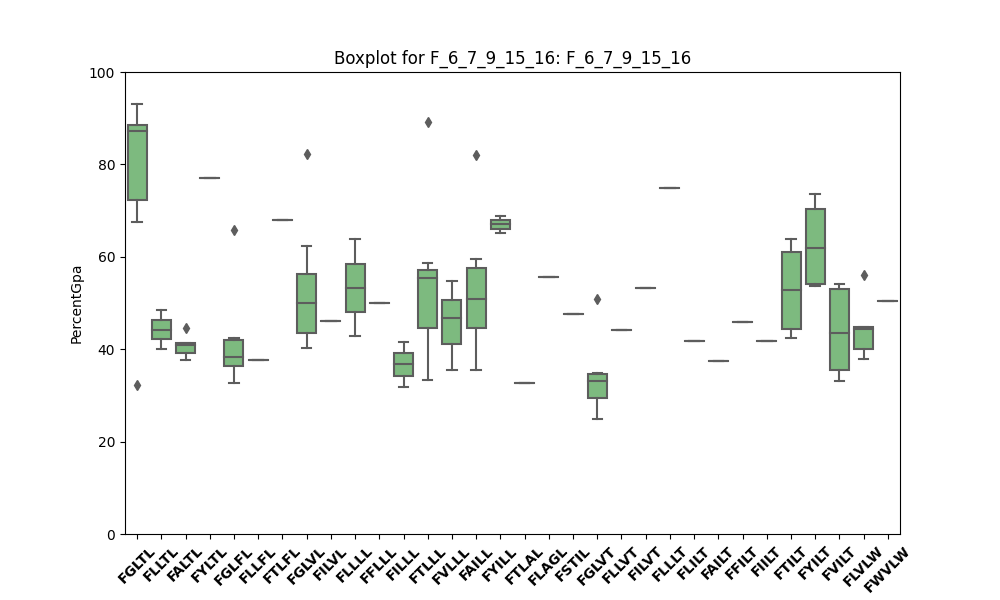 Boxplot for F_6_7_9_15_16: F_6_7_9_15_16
PercentGpa
100
80
60
40
20
0
FGLTL
FLLTL
FALTL
FYLTL
FGLFL
FLLFL
FTLFL
FGLVL
FILVL
FLLLL
FFLLL
FILLL
FTLLL
FVLLL
FAILL
FYILL
FTLAL
FLAGL
FSTIL
FGLVT
FLLVT
FILVT
FLLLT
FLILT
FAILT
FFILT
FIILT
FTILT
FYILT
FVILT
FLVLW
FWVLW